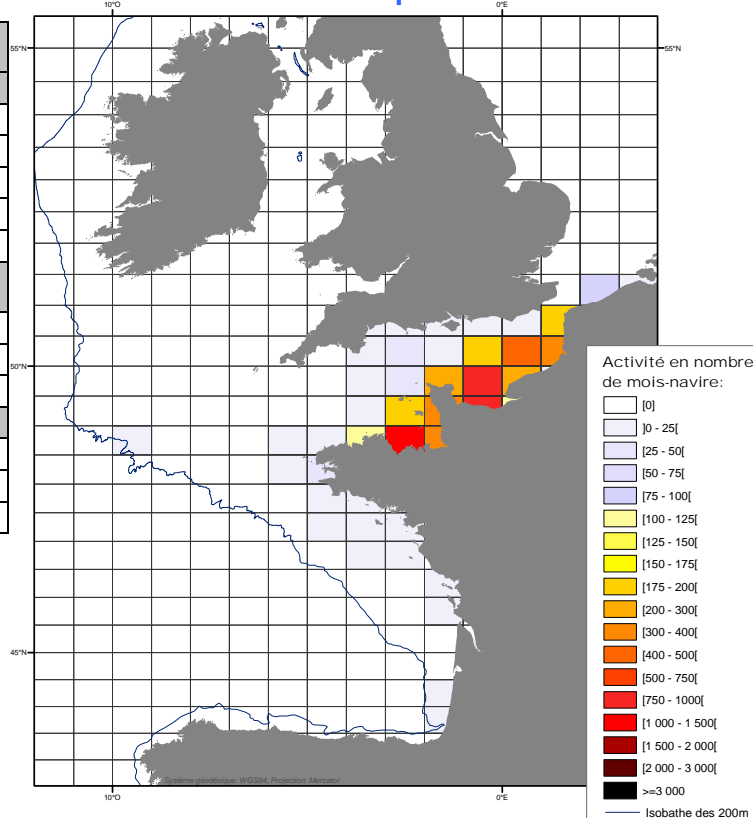 10°O
0°E
55°N
55°N
50°N
45°N
Activité en nombre
de mois-navire:
[0]
]0 - 25[
[25 - 50[
[50 - 75[
[75 - 100[
[100 - 125[
[125 - 150[
[150 - 175[
[175 - 200[
[200 - 300[
[300 - 400[
[400 - 500[
[500 - 750[
[750 - 1000[
[1 000 - 1 500[
[1 500 - 2 000[
[2 000 - 3 000[
>=3 000
Isobathe des 200m
Système géodésique: WGS84, Projection: Mercator
10°O
0°E